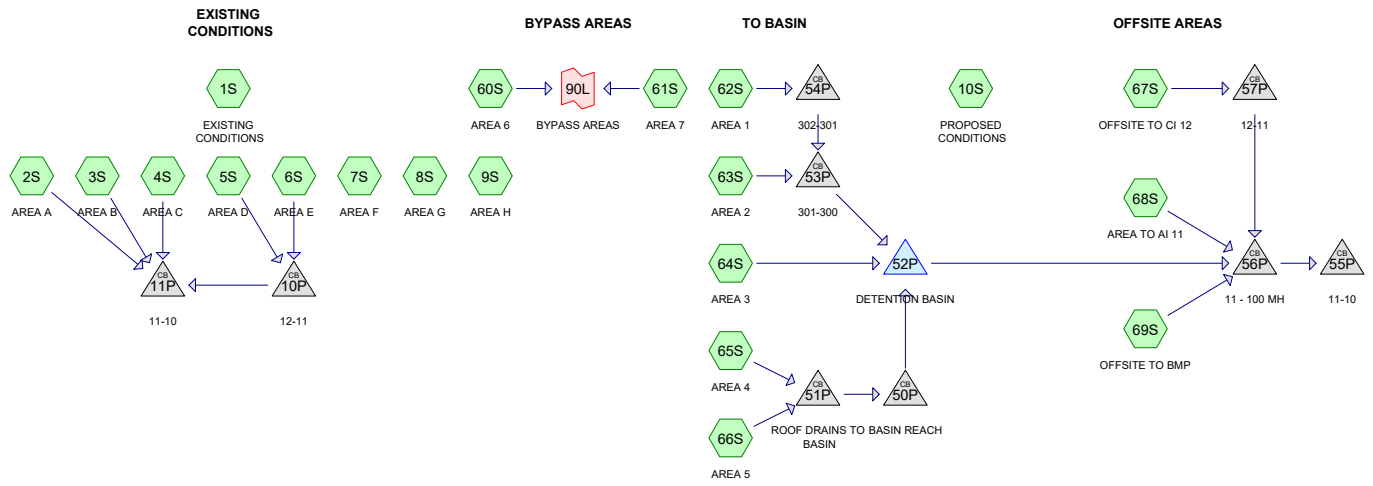 EXISTING
CONDITIONS
BYPASS AREAS
TO BASIN
OFFSITE AREAS
1S
EXISTING
CONDITIONS
60S
AREA 6
90L
BYPASS AREAS
61S
AREA 7
62S
AREA 1
CB
54P
302-301
10S
PROPOSED
CONDITIONS
67S
OFFSITE TO CI 12
CB
57P
12-11
2S
AREA A
3S
AREA B
4S
AREA C
5S
AREA D
6S
AREA E
7S
AREA F
8S
AREA G
9S
AREA H
63S
AREA 2
CB
53P
301-300
68S
AREA TO AI 11
CB
11P
11-10
CB
10P
12-11
64S
AREA 3
52P
DETENTION BASIN
CB
56P
11 - 100 MH
CB
55P
11-10
69S
OFFSITE TO BMP
65S
AREA 4
CB
51P
ROOF DRAINS TO
BASIN
CB
50P
BASIN REACH
66S
AREA 5